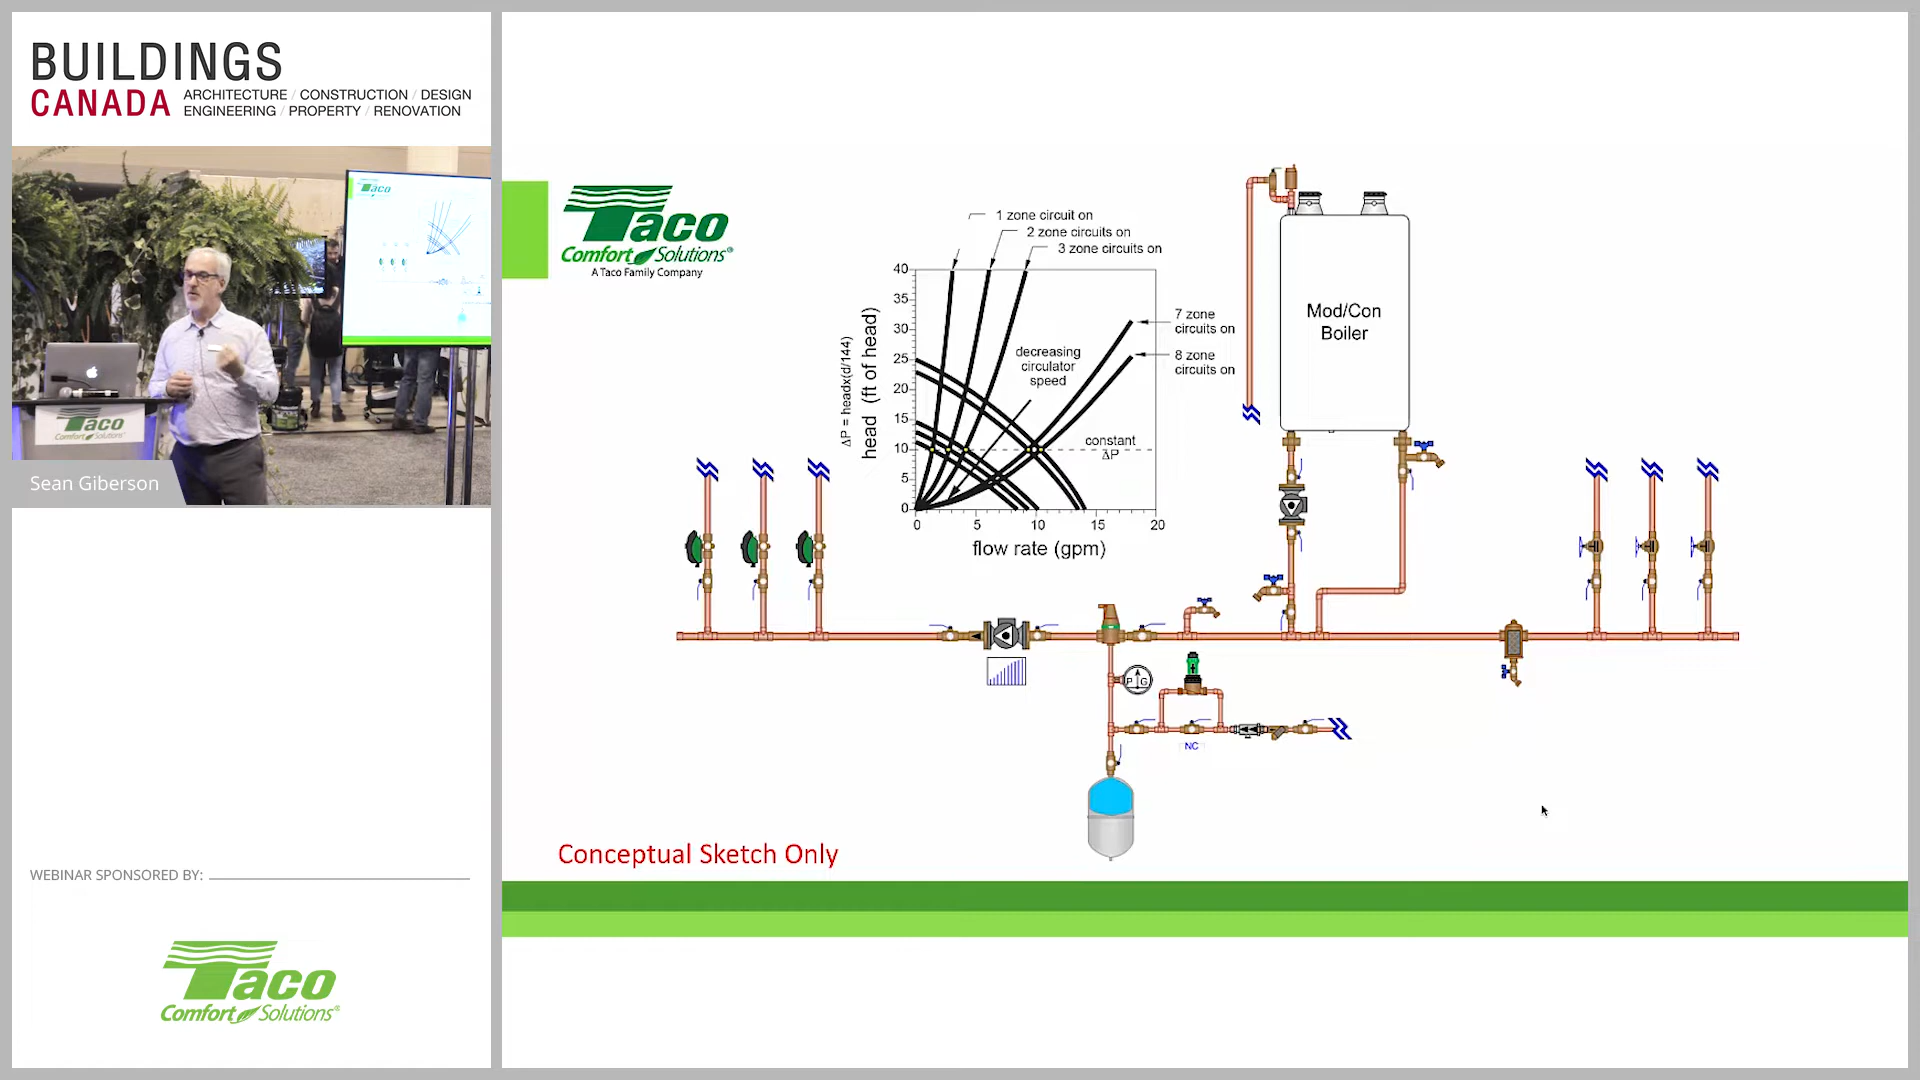 BUILDINGS
CANADA
ARCHITECTURE / CONSTRUCTION / DESIGN
ENGINEERING / PROPERTY / RENOVATION
Taco
Taco
Comfort Solutions
Sean Giberson
WEBINAR SPONSORED BY:
Taco
Comfort Solutions®
Taco
Comfort Solutions®
A Taco Family Company
1 zone circuit on
2 zone circuits on
3 zone circuits on
7 zone
circuits on
8 zone
circuits on
decreasing
circulator
speed
constant
ΔP
ΔP = headx(d/144)
head (ft of head)
40
35
30
25
20
15
10
5
0
0 5 10 15 20
flow rate (gpm)
Mod/Con
Boiler
P G
NC
Conceptual Sketch Only